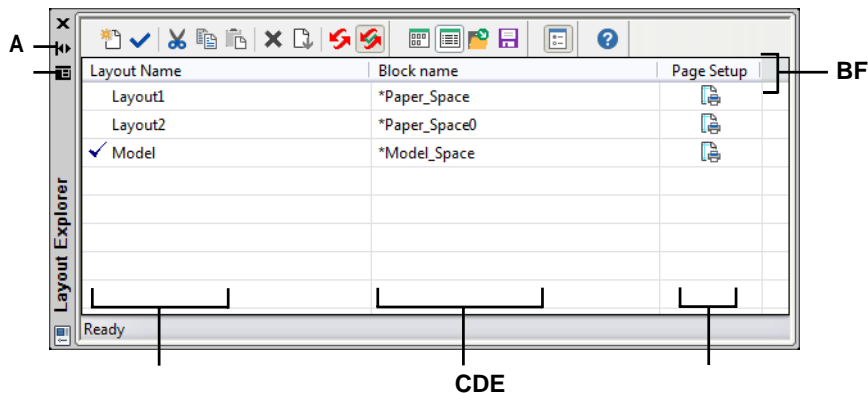 A
BF
Layout Name Block name Page Setup
Layout1 *Paper_Space
Layout2 *Paper_Space0
Model *Model_Space
Layout Explorer
Ready
CDE